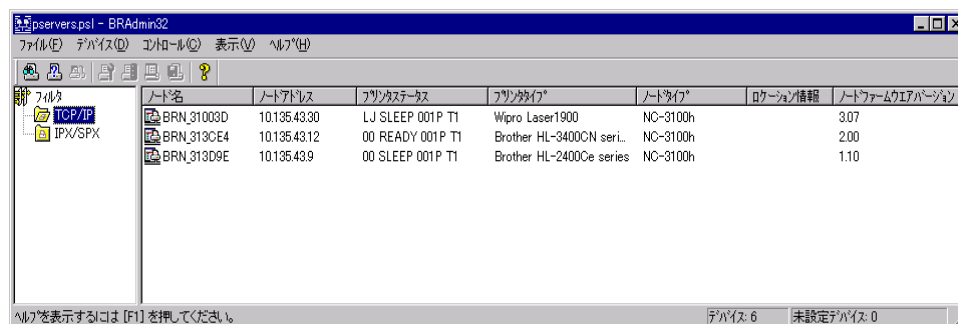 pservers.psl - BRAdmin32
ﾌｧｲﾙ(F) ﾃﾞﾊﾞｲｽ(D) ｺﾝﾄﾛｰﾙ(C) 表示(V) ﾍﾙﾌﾟ(H)
ﾌｨﾙﾀ
TCP/IP
IPX/SPX
ﾉｰﾄﾞ名 ﾉｰﾄﾞｱﾄﾞﾚｽ ﾌﾟﾘﾝﾀｽﾃｰﾀｽ ﾌﾟﾘﾝﾀﾀｲﾌﾟ ﾉｰﾄﾞﾀｲﾌﾟ ﾛｹｰｼｮﾝ情報 ﾉｰﾄﾞﾌｧｰﾑｳｴｱﾊﾞｰｼﾞｮﾝ
BRN_31003D 10.135.43.30 LJ SLEEP 001P T1 Wipro Laser1900 NC-3100h 3.07
BRN_313CE4 10.135.43.12 00 READY 001P T1 Brother HL-3400CN seri... NC-3100h 2.00
BRN_313D9E 10.135.43.9 00 SLEEP 001P T1 Brother HL-2400Ce series NC-3100h 1.10
ﾍﾙﾌﾟを表示するには [F1] を押してください。 ﾃﾞﾊﾞｲｽ: 6 未設定ﾃﾞﾊﾞｲｽ: 0